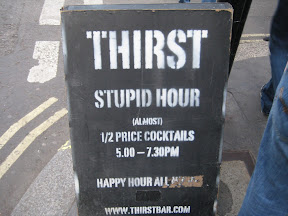 THIRST
STUPID HOUR
(ALMOST)
1/2 PRICE COCKTAILS
5.00 – 7.30PM
HAPPY HOUR ALL
WWW.THIRSTBAR.COM